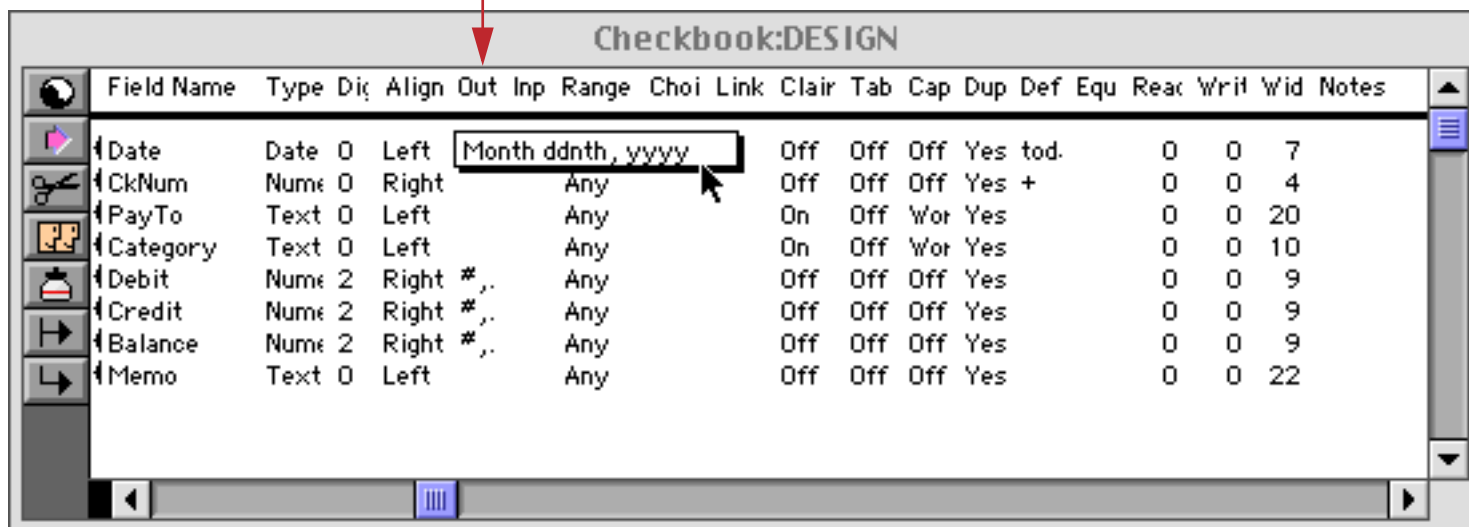 Checkbook:DESIGN
Field Name Type Dig Align Out Inp Range Choi Link Clair Tab Cap Dup Def Equ Read Writ Wid Notes
Date Date 0 Left Month ddnth, yyyy Off Off Off Yes tod. 0 0 7
CkNum Nume 0 Right Any Off Off Off Yes + 0 0 4
PayTo Text 0 Left Any On Off Wor Yes 0 0 20
Category Text 0 Left Any On Off Wor Yes 0 0 10
Debit Nume 2 Right #,. Any Off Off Off Yes 0 0 9
Credit Nume 2 Right #,. Any Off Off Off Yes 0 0 9
Balance Nume 2 Right #,. Any Off Off Off Yes 0 0 9
Memo Text 0 Left Any Off Off Off Yes 0 0 22